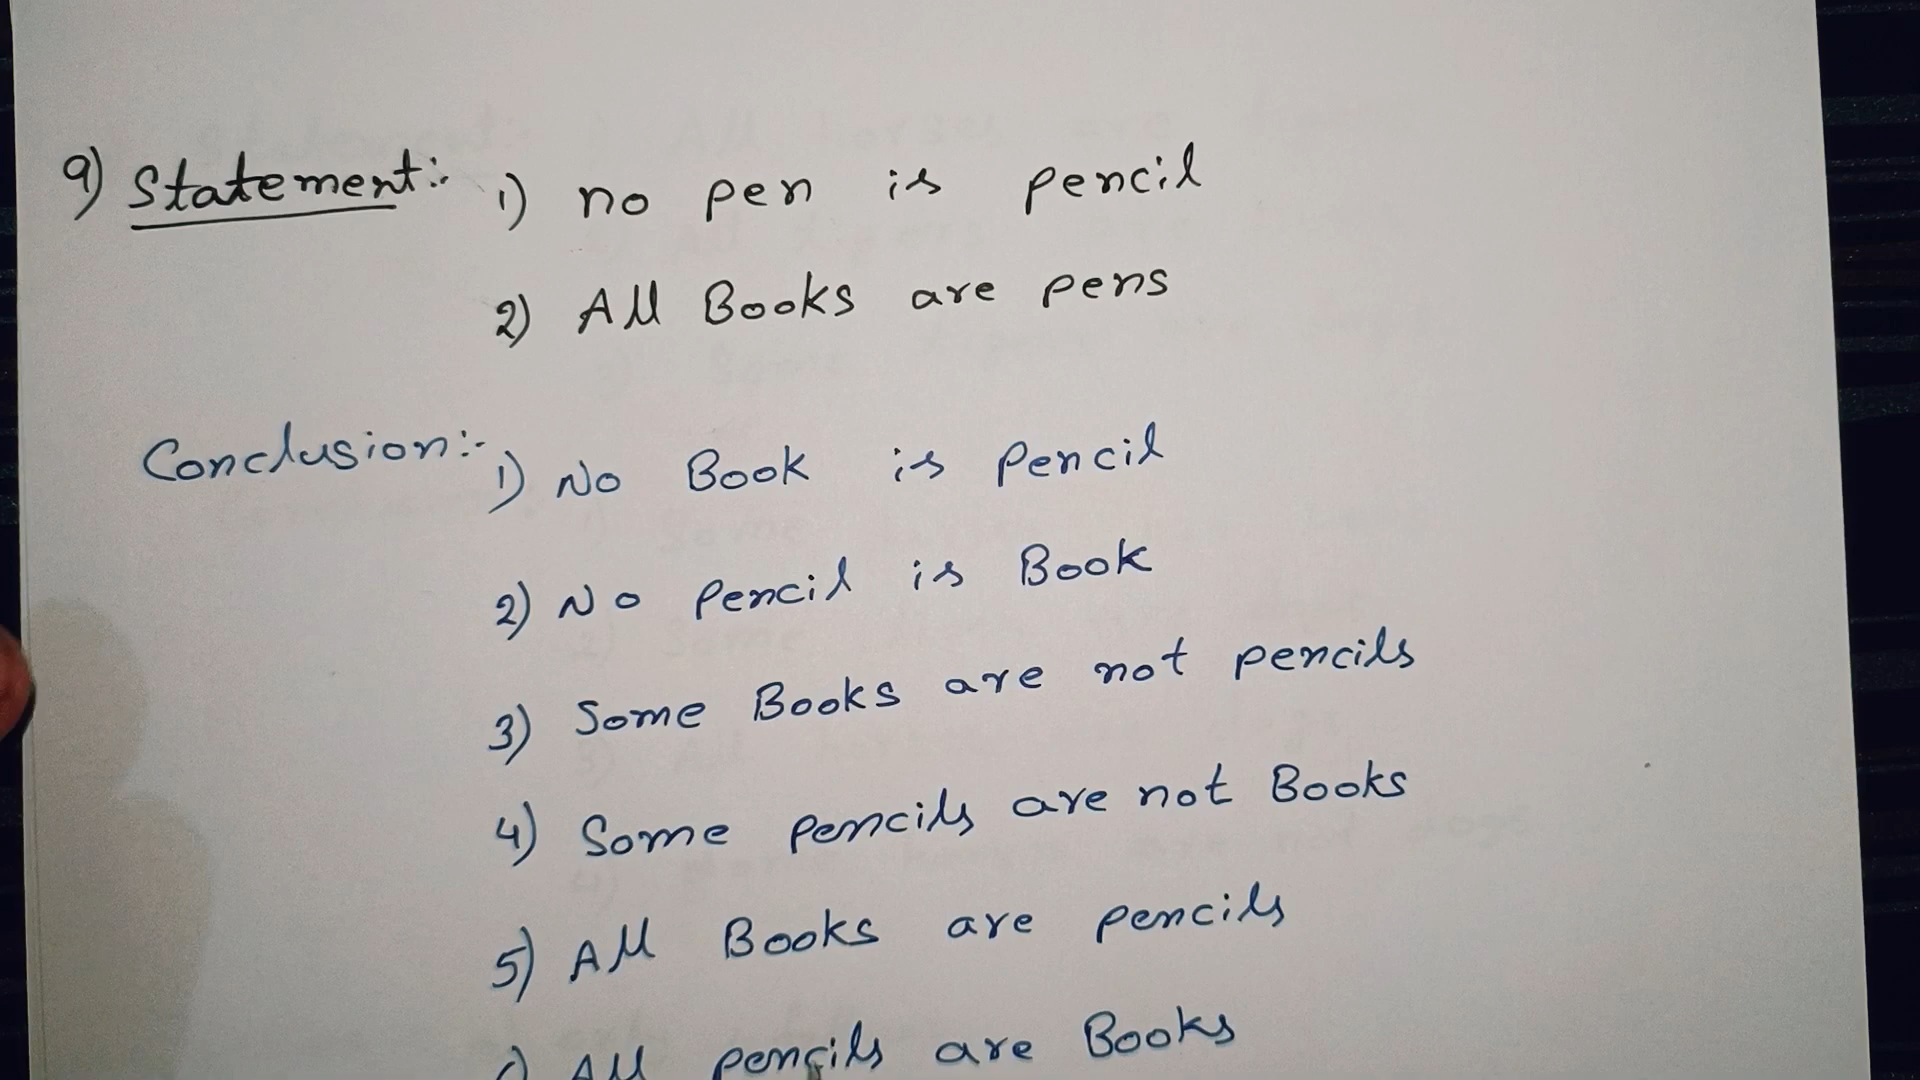 9) Statement:- 1) no pen is pencil
2) All Books are pens
Conclusion:- 1) No Book is Pencil
2) No Pencil is Book
3) Some Books are not pencils
4) Some pencils are not Books
5) All Books are pencils
) All pencils are Books